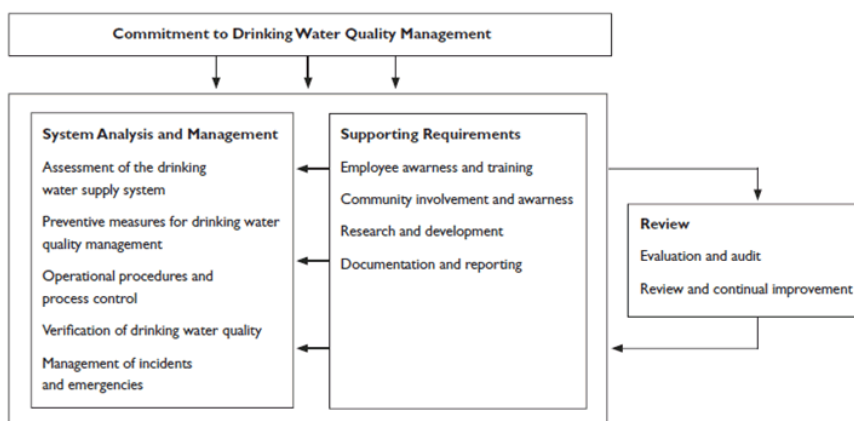 Commitment to Drinking Water Quality Management
System Analysis and Management
Assessment of the drinking
water supply system
Preventive measures for drinking water
quality management
Operational procedures and
process control
Verification of drinking water quality
Management of incidents
and emergencies
Supporting Requirements
Employee awarness and training
Community involvement and awarness
Research and development
Documentation and reporting
Review
Evaluation and audit
Review and continual improvement